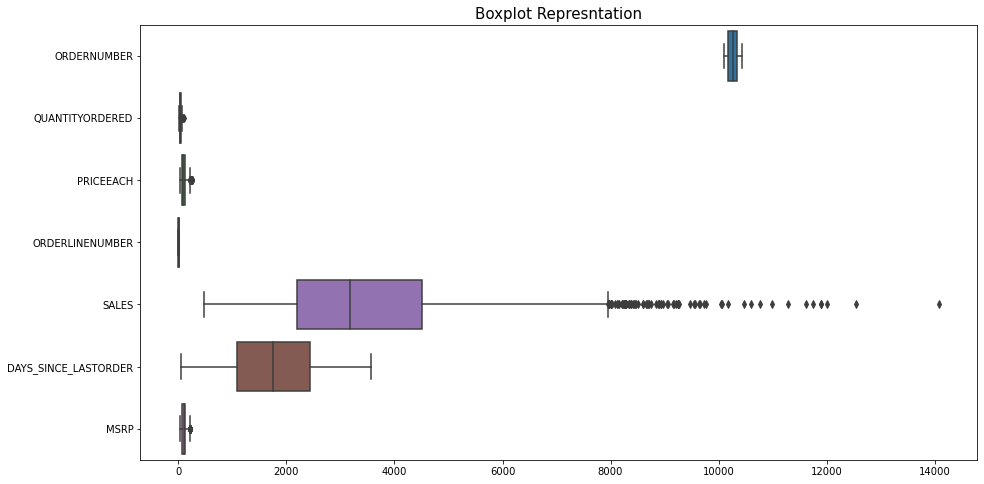 Boxplot Represntation
ORDERNUMBER
QUANTITYORDERED
PRICEEACH
ORDERLINENUMBER
SALES
DAYS_SINCE_LASTORDER
MSRP
0 2000 4000 6000 8000 10000 12000 14000